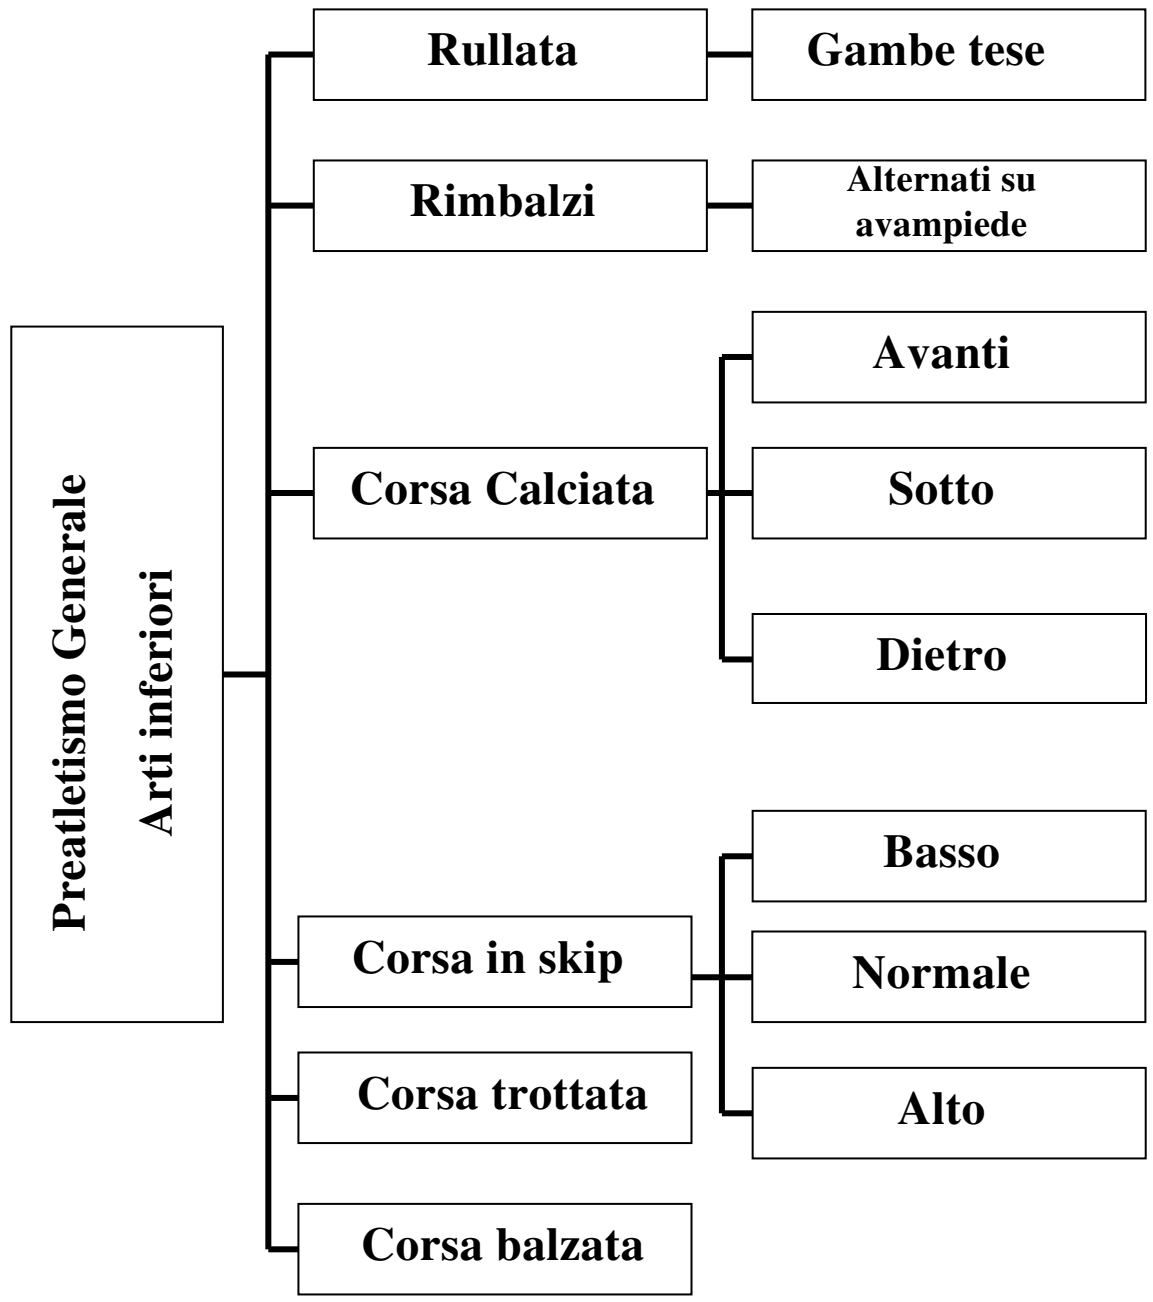 Preatletismo Generale
Arti inferiori
Rullata
Gambe tese
Rimbalzi
Alternati su
avampiede
Corsa Calciata
Avanti
Sotto
Dietro
Corsa in skip
Basso
Normale
Alto
Corsa trottata
Corsa balzata